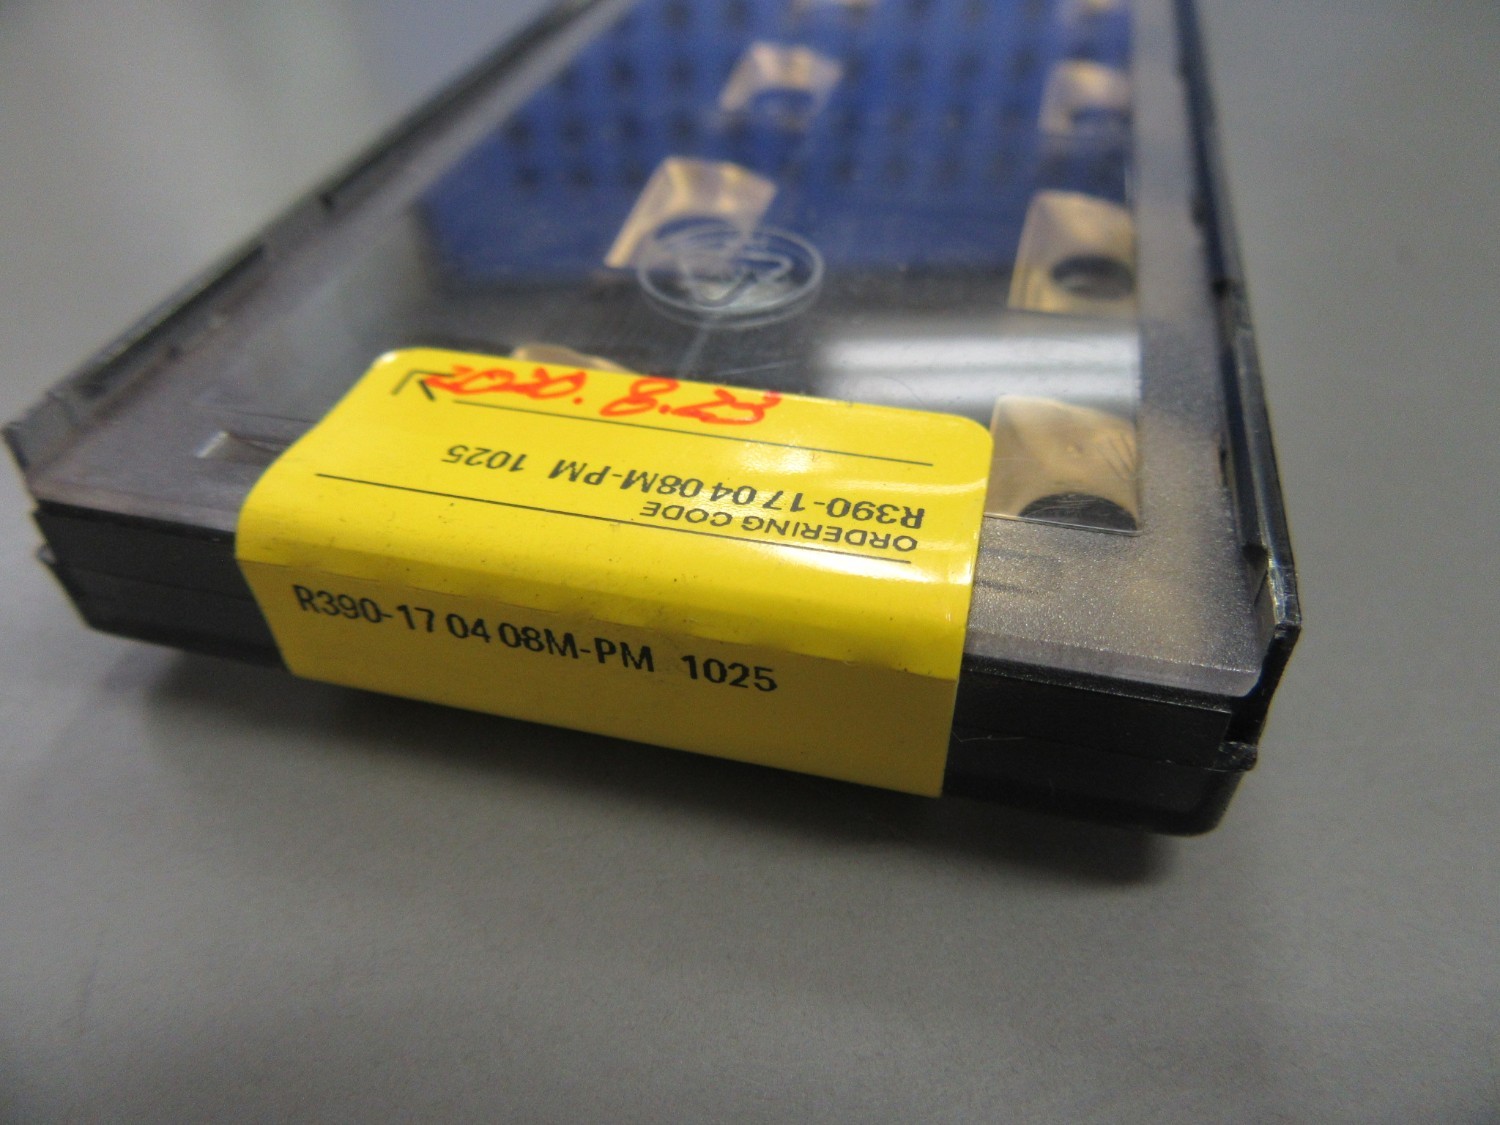 2020. 8.23
R390-17 04 08M-PM 1025
ORDERING CODE
R390-17 04 08M-PM 1025